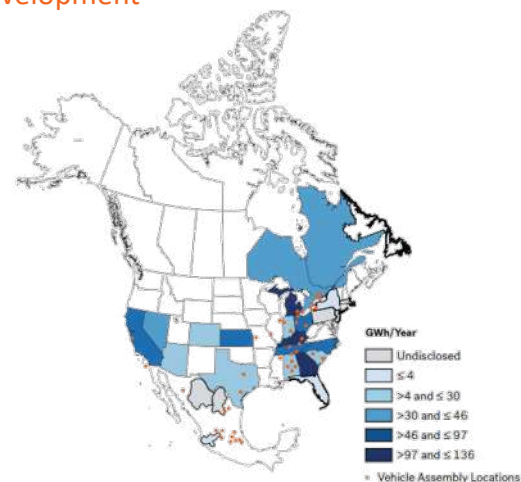 velopment
GWh/Year
Undisclosed
≤ 4
>4 and ≤ 30
>30 and ≤ 46
>46 and ≤ 97
>97 and ≤ 136
Vehicle Assembly Locations